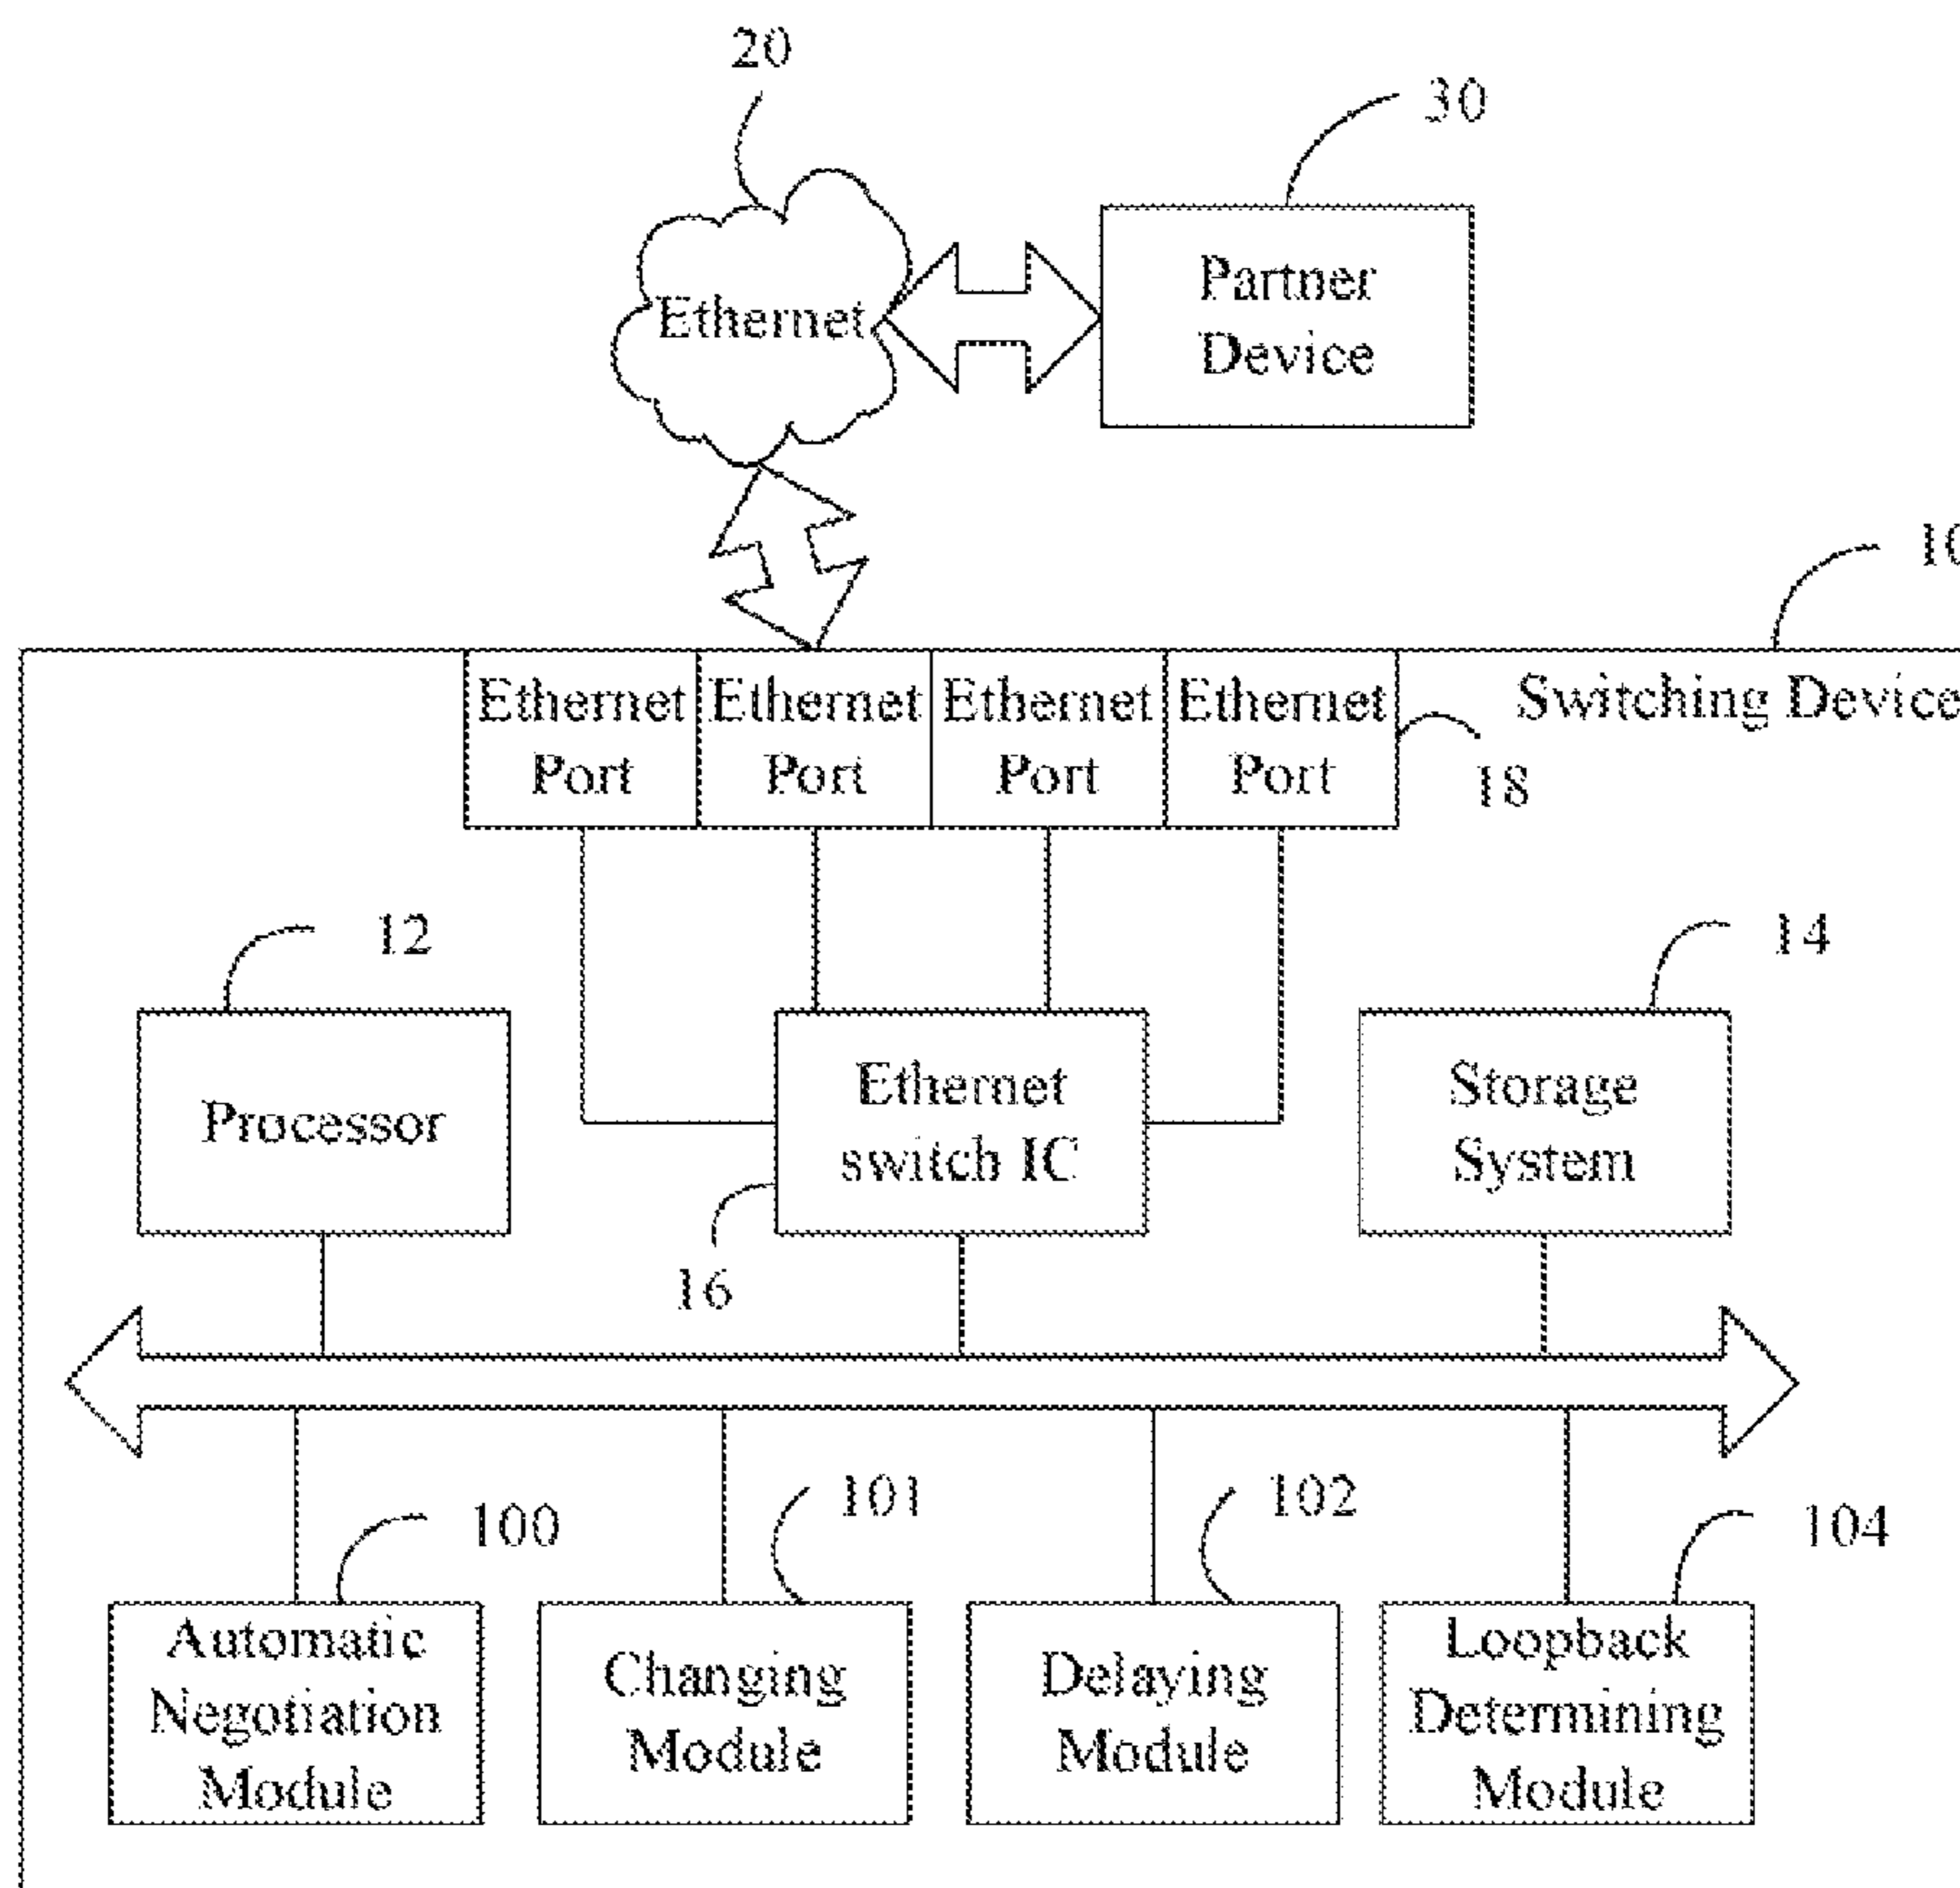 20
30
Ethernet
Partner
Device
10
Switching Device
Ethernet
Port
Ethernet
Port
Ethernet
Port
Ethernet
Port
18
12
14
Processor
Ethernet
switch IC
Storage
System
16
100
101
102
104
Automatic
Negotiation
Module
Changing
Module
Delaying
Module
Loopback
Determining
Module